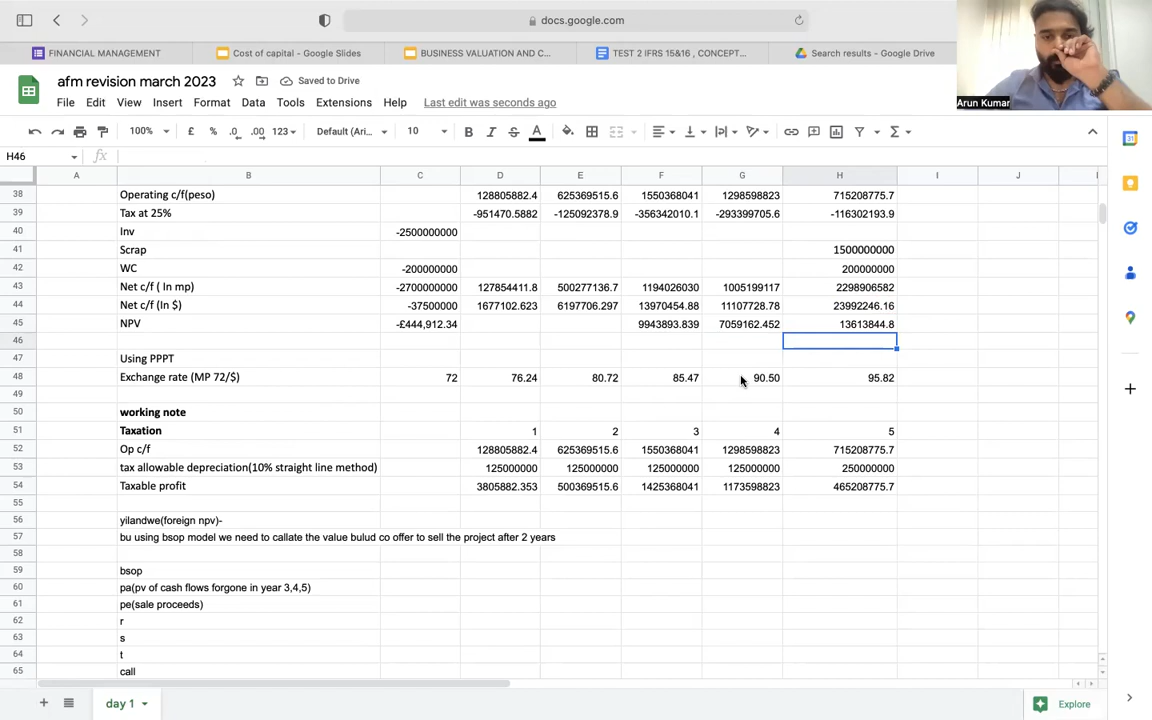 docs.google.com
FINANCIAL MANAGEMENT
Cost of capital - Google Slides
BUSINESS VALUATION AND C...
TEST 2 IFRS 15&16 , CONCEPT...
Search results - Google Drive
afm revision march 2023
Saved to Drive
File Edit View Insert Format Data Tools Extensions Help Last edit was seconds ago
Arun Kumar
100% £ % .0 .00 123 Default (Ari... 10 B I S A
H46 fx
A B C D E F G H I J
38 Operating c/f(peso) 128805882.4 625369515.6 1550368041 1298598823 715208775.7
39 Tax at 25% -951470.5882 -125092378.9 -356342010.1 -293399705.6 -116302193.9
40 Inv -2500000000
41 Scrap 1500000000
42 WC -200000000 200000000
43 Net c/f ( In mp) -2700000000 127854411.8 500277136.7 1194026030 1005199117 2298906582
44 Net c/f (In $) -37500000 1677102.623 6197706.297 13970454.88 11107728.78 23992246.16
45 NPV -£444,912.34 9943893.839 7059162.452 13613844.8
46
47 Using PPPT
48 Exchange rate (MP 72/$) 72 76.24 80.72 85.47 90.50 95.82
49
50 working note
51 Taxation 1 2 3 4 5
52 Op c/f 128805882.4 625369515.6 1550368041 1298598823 715208775.7
53 tax allowable depreciation(10% straight line method) 125000000 125000000 125000000 125000000 250000000
54 Taxable profit 3805882.353 500369515.6 1425368041 1173598823 465208775.7
55
56 yilandwe(foreign npv)-
57 bu using bsop model we need to callate the value bulud co offer to sell the project after 2 years
58
59 bsop
60 pa(pv of cash flows forgone in year 3,4,5)
61 pe(sale proceeds)
62 r
63 s
64 t
65 call
day 1
Explore